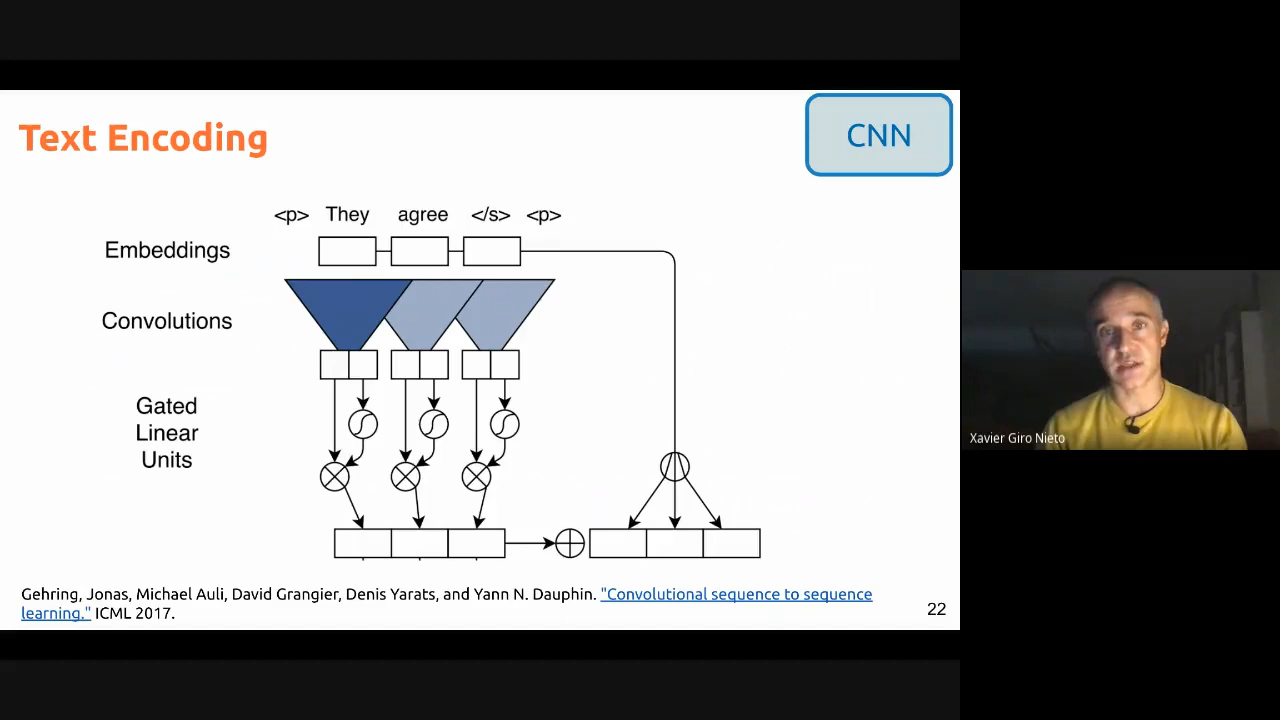 Text Encoding
CNN
<p> They agree </s> <p>
Embeddings
Convolutions
Gated
Linear
Units
Xavier Giro Nieto
Gehring, Jonas, Michael Auli, David Grangier, Denis Yarats, and Yann N. Dauphin. "Convolutional sequence to sequence
learning." ICML 2017.
22